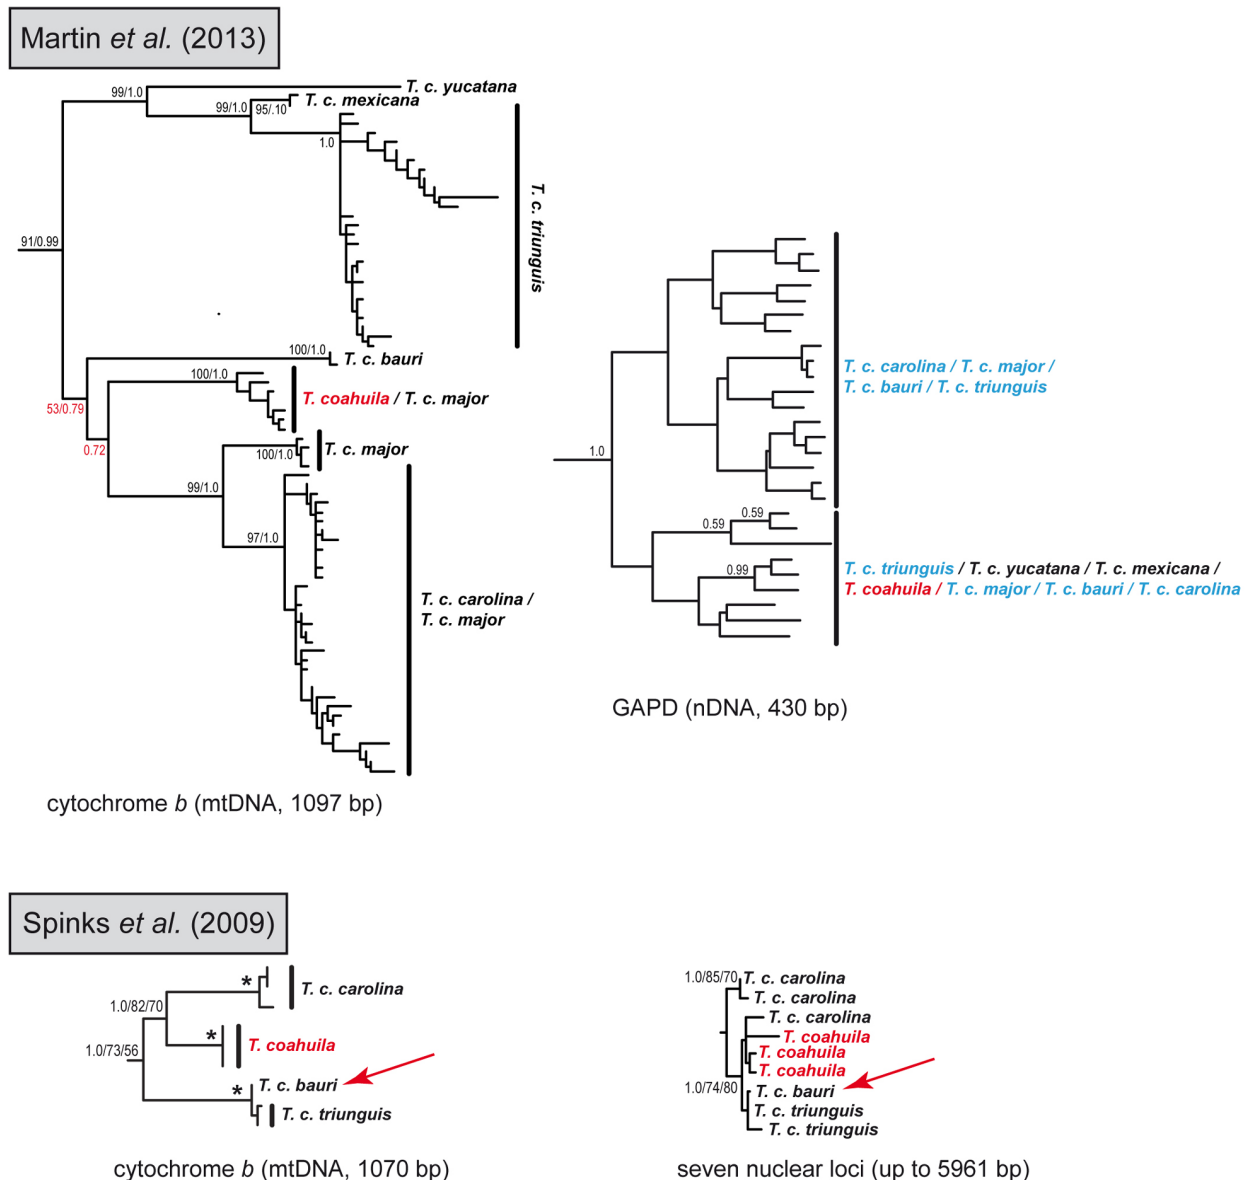 Martin et al. (2013)
99/1.0
T. c. yucatana
99/1.0
95/.10
T. c. mexicana
1.0
T. c. triunguis
91/0.99
100/1.0
T. c. bauri
100/1.0
T. coahuila / T. c. major
53/0.79
0.72
100/1.0
T. c. major
99/1.0
97/1.0
T. c. carolina /
T. c. major
cytochrome b (mtDNA, 1097 bp)
T. c. carolina / T. c. major /
T. c. bauri / T. c. triunguis
1.0
0.59
0.59
0.99
T. c. triunguis / T. c. yucatana / T. c. mexicana /
T. coahuila / T. c. major / T. c. bauri / T. c. carolina
GAPD (nDNA, 430 bp)
Spinks et al. (2009)
*
T. c. carolina
1.0/82/70
*
T. coahuila
1.0/73/56
*
T. c. bauri
T. c. triunguis
cytochrome b (mtDNA, 1070 bp)
1.0/85/70
T. c. carolina
T. c. carolina
T. c. carolina
T. coahuila
T. coahuila
T. coahuila
1.0/74/80
T. c. bauri
T. c. triunguis
T. c. triunguis
seven nuclear loci (up to 5961 bp)